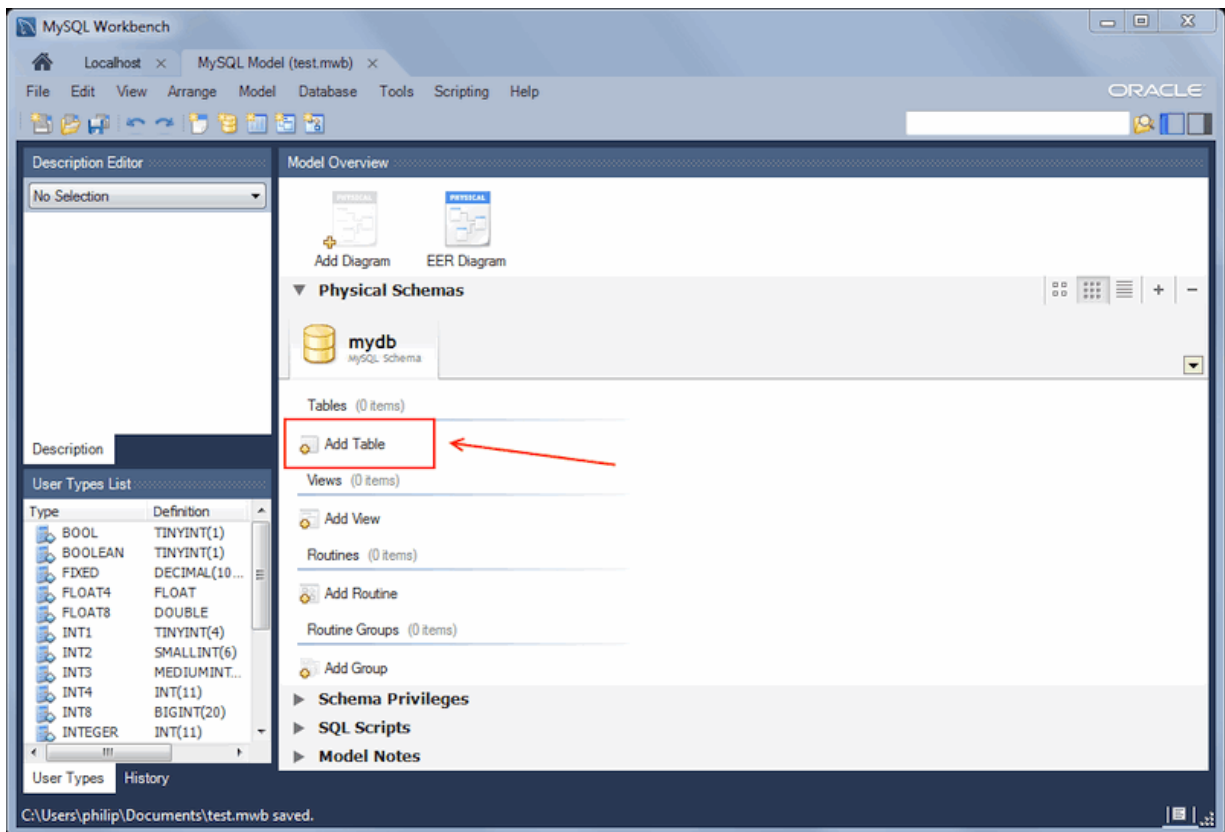 MySQL Workbench
Localhost × MySQL Model (test.mwb) ×
File Edit View Arrange Model Database Tools Scripting Help
ORACLE
Description Editor
No Selection
Description
User Types List
Type Definition
BOOL TINYINT(1)
BOOLEAN TINYINT(1)
FIXED DECIMAL(10...
FLOAT4 FLOAT
FLOAT8 DOUBLE
INT1 TINYINT(4)
INT2 SMALLINT(6)
INT3 MEDIUMINT...
INT4 INT(11)
INT8 BIGINT(20)
INTEGER INT(11)
User Types History
Model Overview
PHYSICAL PHYSICAL
Add Diagram EER Diagram
Physical Schemas
mydb
MySQL Schema
Tables (0 items)
Add Table
Views (0 items)
Add View
Routines (0 items)
Add Routine
Routine Groups (0 items)
Add Group
Schema Privileges
SQL Scripts
Model Notes
C:\Users\philip\Documents\test.mwb saved.